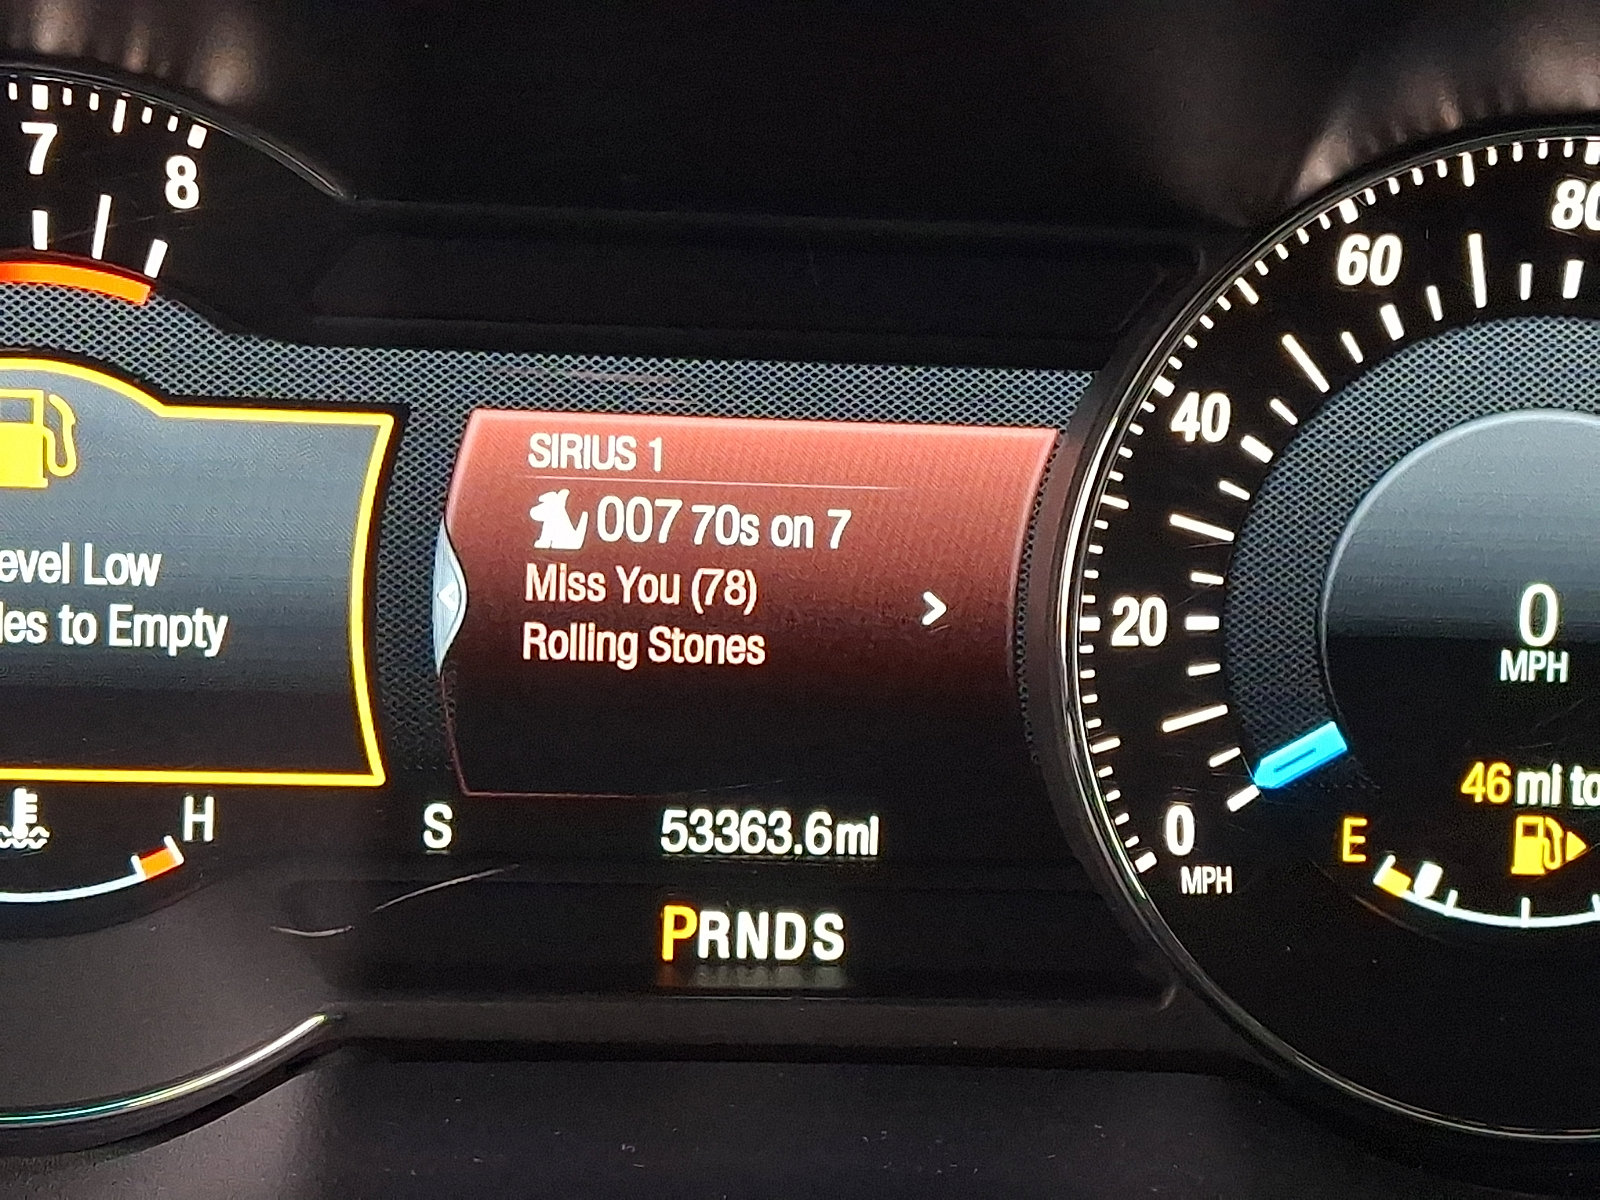 7
8
80
60
40
20
0
MPH
SIRIUS 1
007 70s on 7
Miss You (78)
Rolling Stones
evel Low
les to Empty
0
MPH
46 mi to
E
H
S
53363.6mi
PRNDS